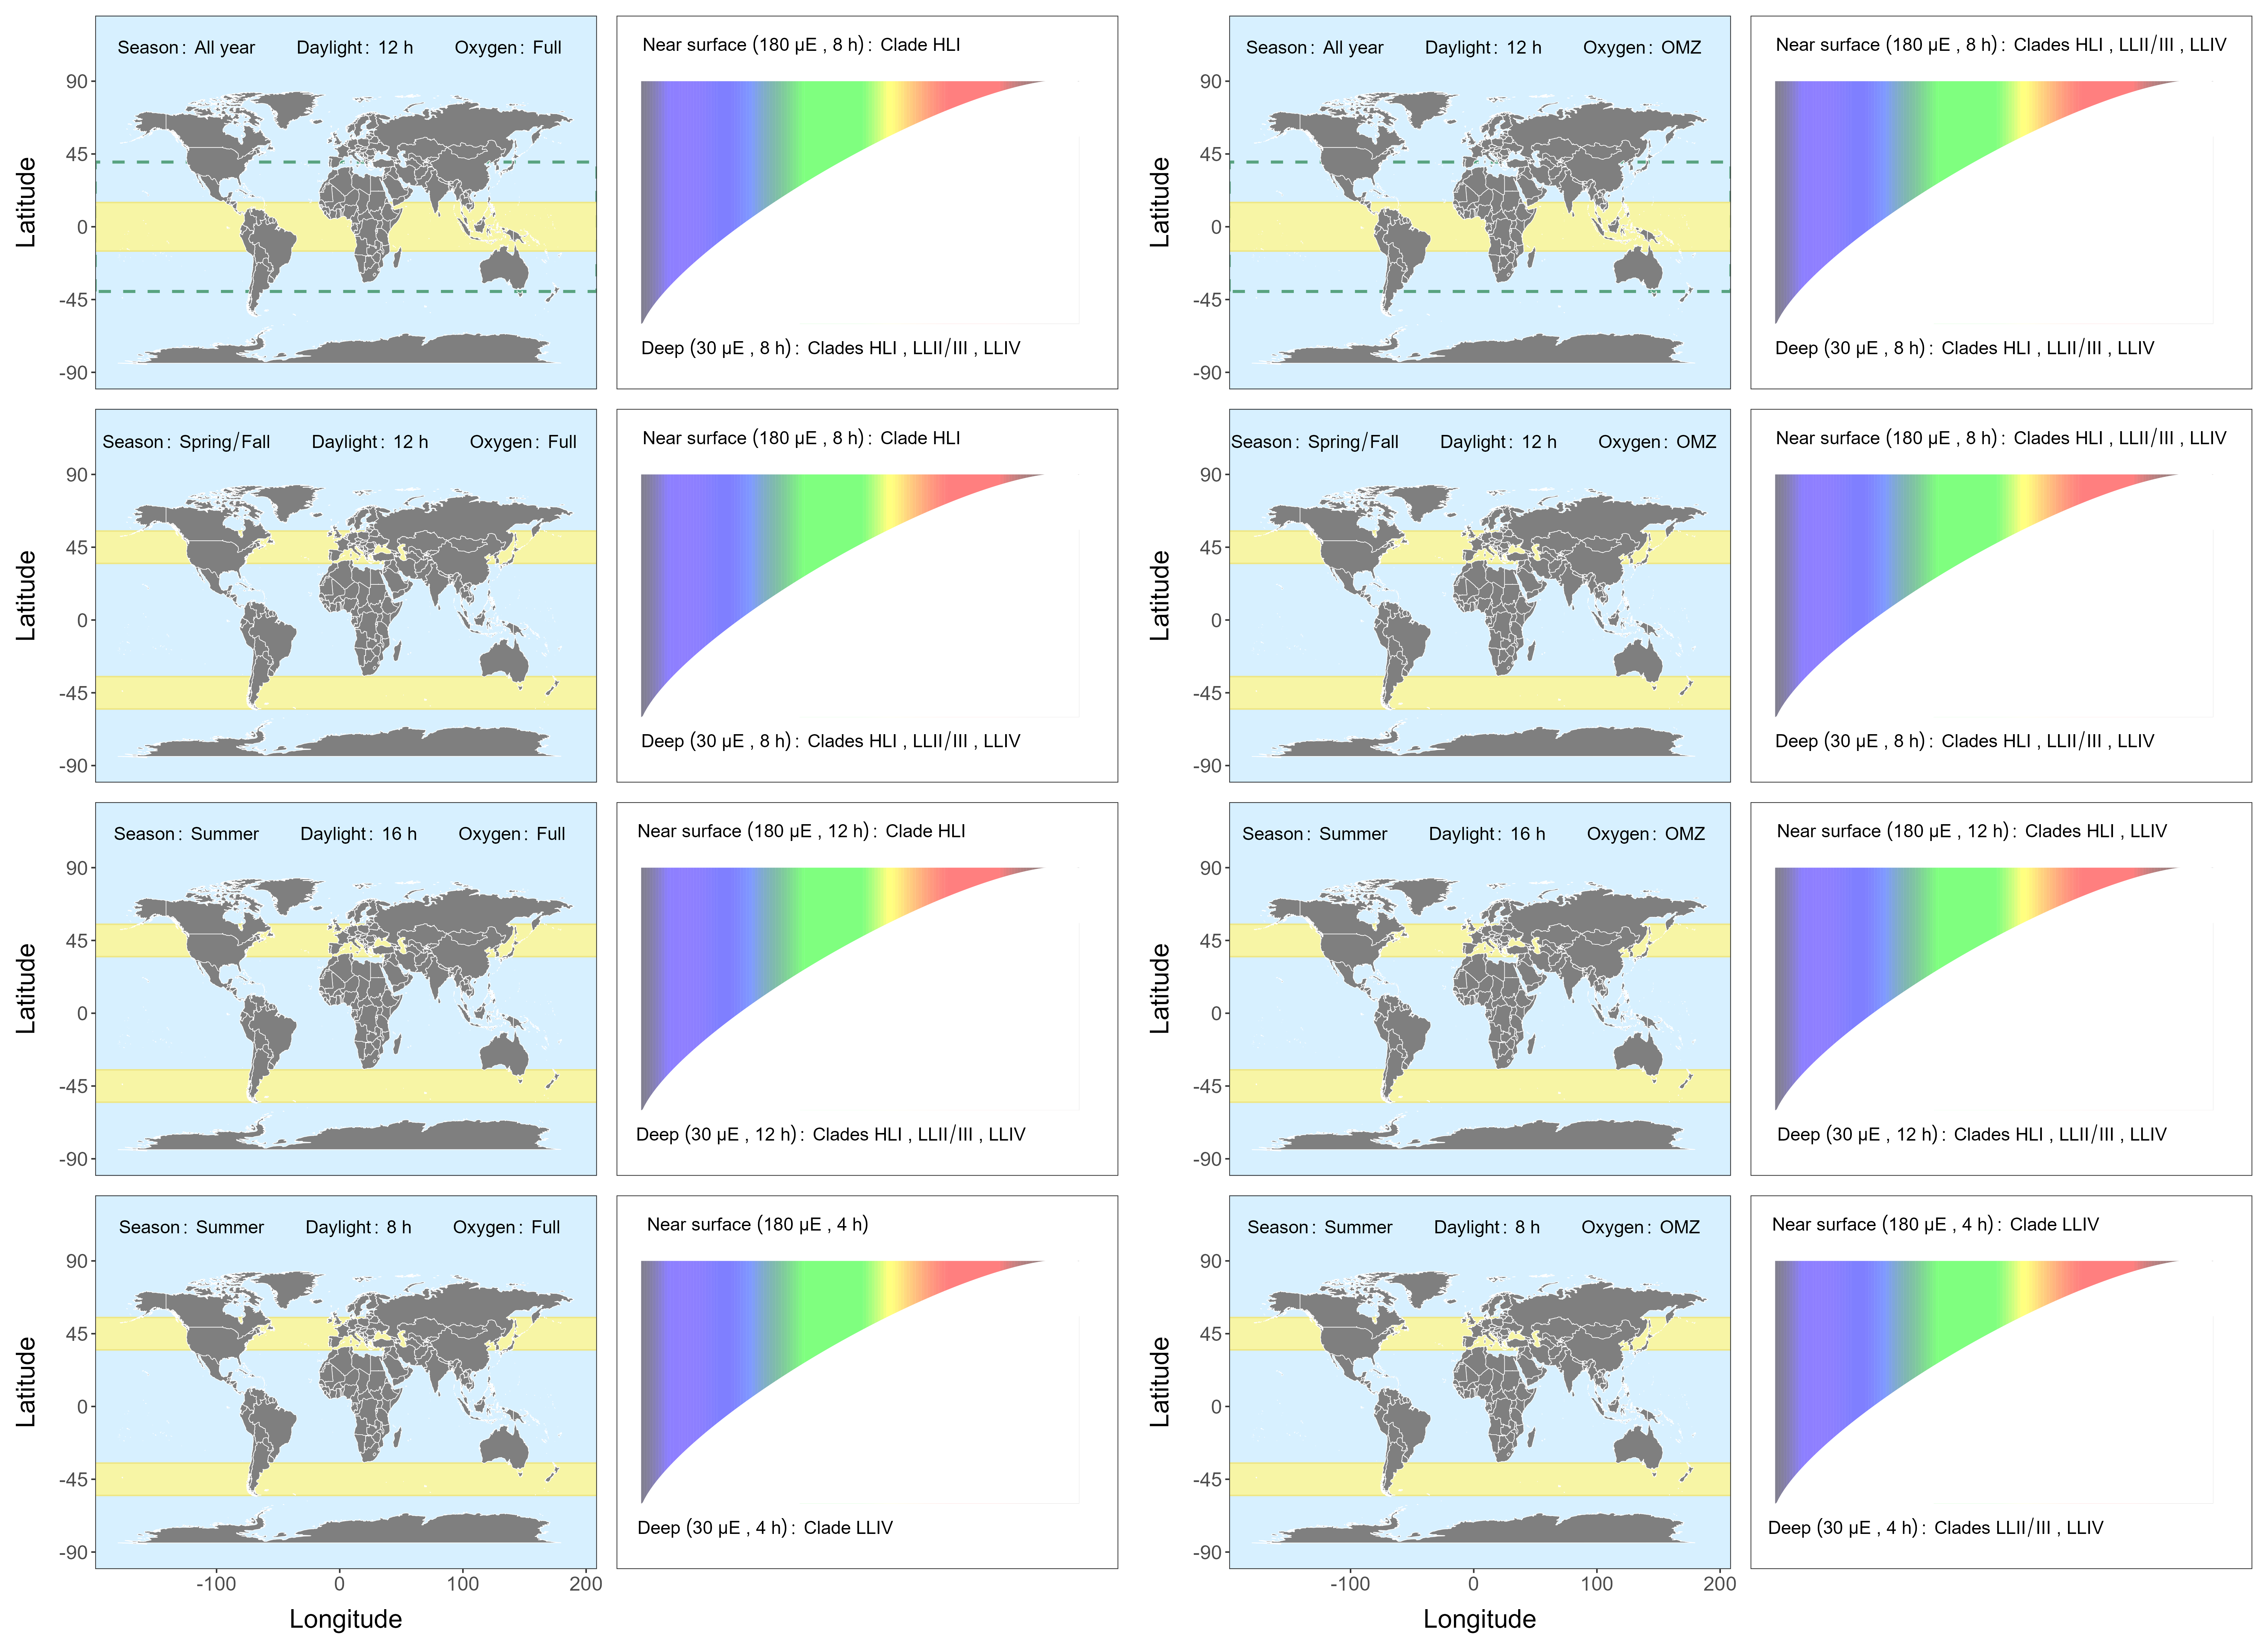 Season: All year Daylight: 12 h Oxygen: Full
Latitude
90
45
0
-45
-90
Near surface (180 µE , 8 h): Clade HLI
Deep (30 µE , 8 h): Clades HLI , LLII/III , LLIV
Season: All year Daylight: 12 h Oxygen: OMZ
Latitude
90
45
0
-45
-90
Near surface (180 µE , 8 h): Clades HLI , LLII/III , LLIV
Deep (30 µE , 8 h): Clades HLI , LLII/III , LLIV
Season: Spring/Fall Daylight: 12 h Oxygen: Full
Latitude
90
45
0
-45
-90
Near surface (180 µE , 8 h): Clade HLI
Deep (30 µE , 8 h): Clades HLI , LLII/III , LLIV
Season: Spring/Fall Daylight: 12 h Oxygen: OMZ
Latitude
90
45
0
-45
-90
Near surface (180 µE , 8 h): Clades HLI , LLII/III , LLIV
Deep (30 µE , 8 h): Clades HLI , LLII/III , LLIV
Season: Summer Daylight: 16 h Oxygen: Full
Latitude
90
45
0
-45
-90
Near surface (180 µE , 12 h): Clade HLI
Deep (30 µE , 12 h): Clades HLI , LLII/III , LLIV
Season: Summer Daylight: 16 h Oxygen: OMZ
Latitude
90
45
0
-45
-90
Near surface (180 µE , 12 h): Clades HLI , LLIV
Deep (30 µE , 12 h): Clades HLI , LLII/III , LLIV
Season: Summer Daylight: 8 h Oxygen: Full
Latitude
90
45
0
-45
-90
-100 0 100 200
Longitude
Near surface (180 µE , 4 h)
Deep (30 µE , 4 h): Clade LLIV
Season: Summer Daylight: 8 h Oxygen: OMZ
Latitude
90
45
0
-45
-90
-100 0 100 200
Longitude
Near surface (180 µE , 4 h): Clade LLIV
Deep (30 µE , 4 h): Clades LLII/III , LLIV